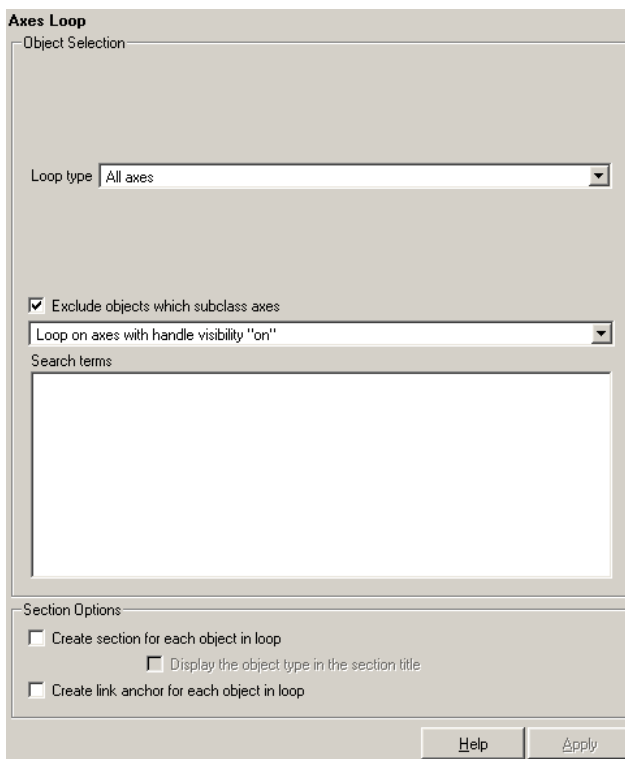 Axes Loop
Object Selection
Loop type All axes
Exclude objects which subclass axes
Loop on axes with handle visibility "on"
Search terms
Section Options
Create section for each object in loop
Display the object type in the section title
Create link anchor for each object in loop
Help Apply